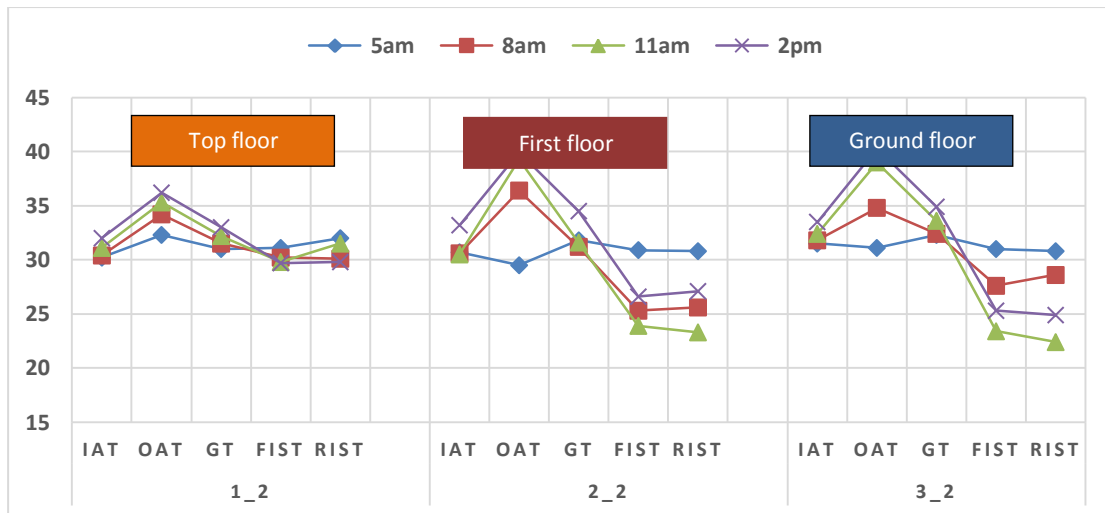 5am 8am 11am 2pm
45
40
35
30
25
20
15
Top floor
First floor
Ground floor
IAT OAT GT FIST RIST IAT OAT GT FIST RIST IAT OAT GT FIST RIST
1_2 2_2 3_2